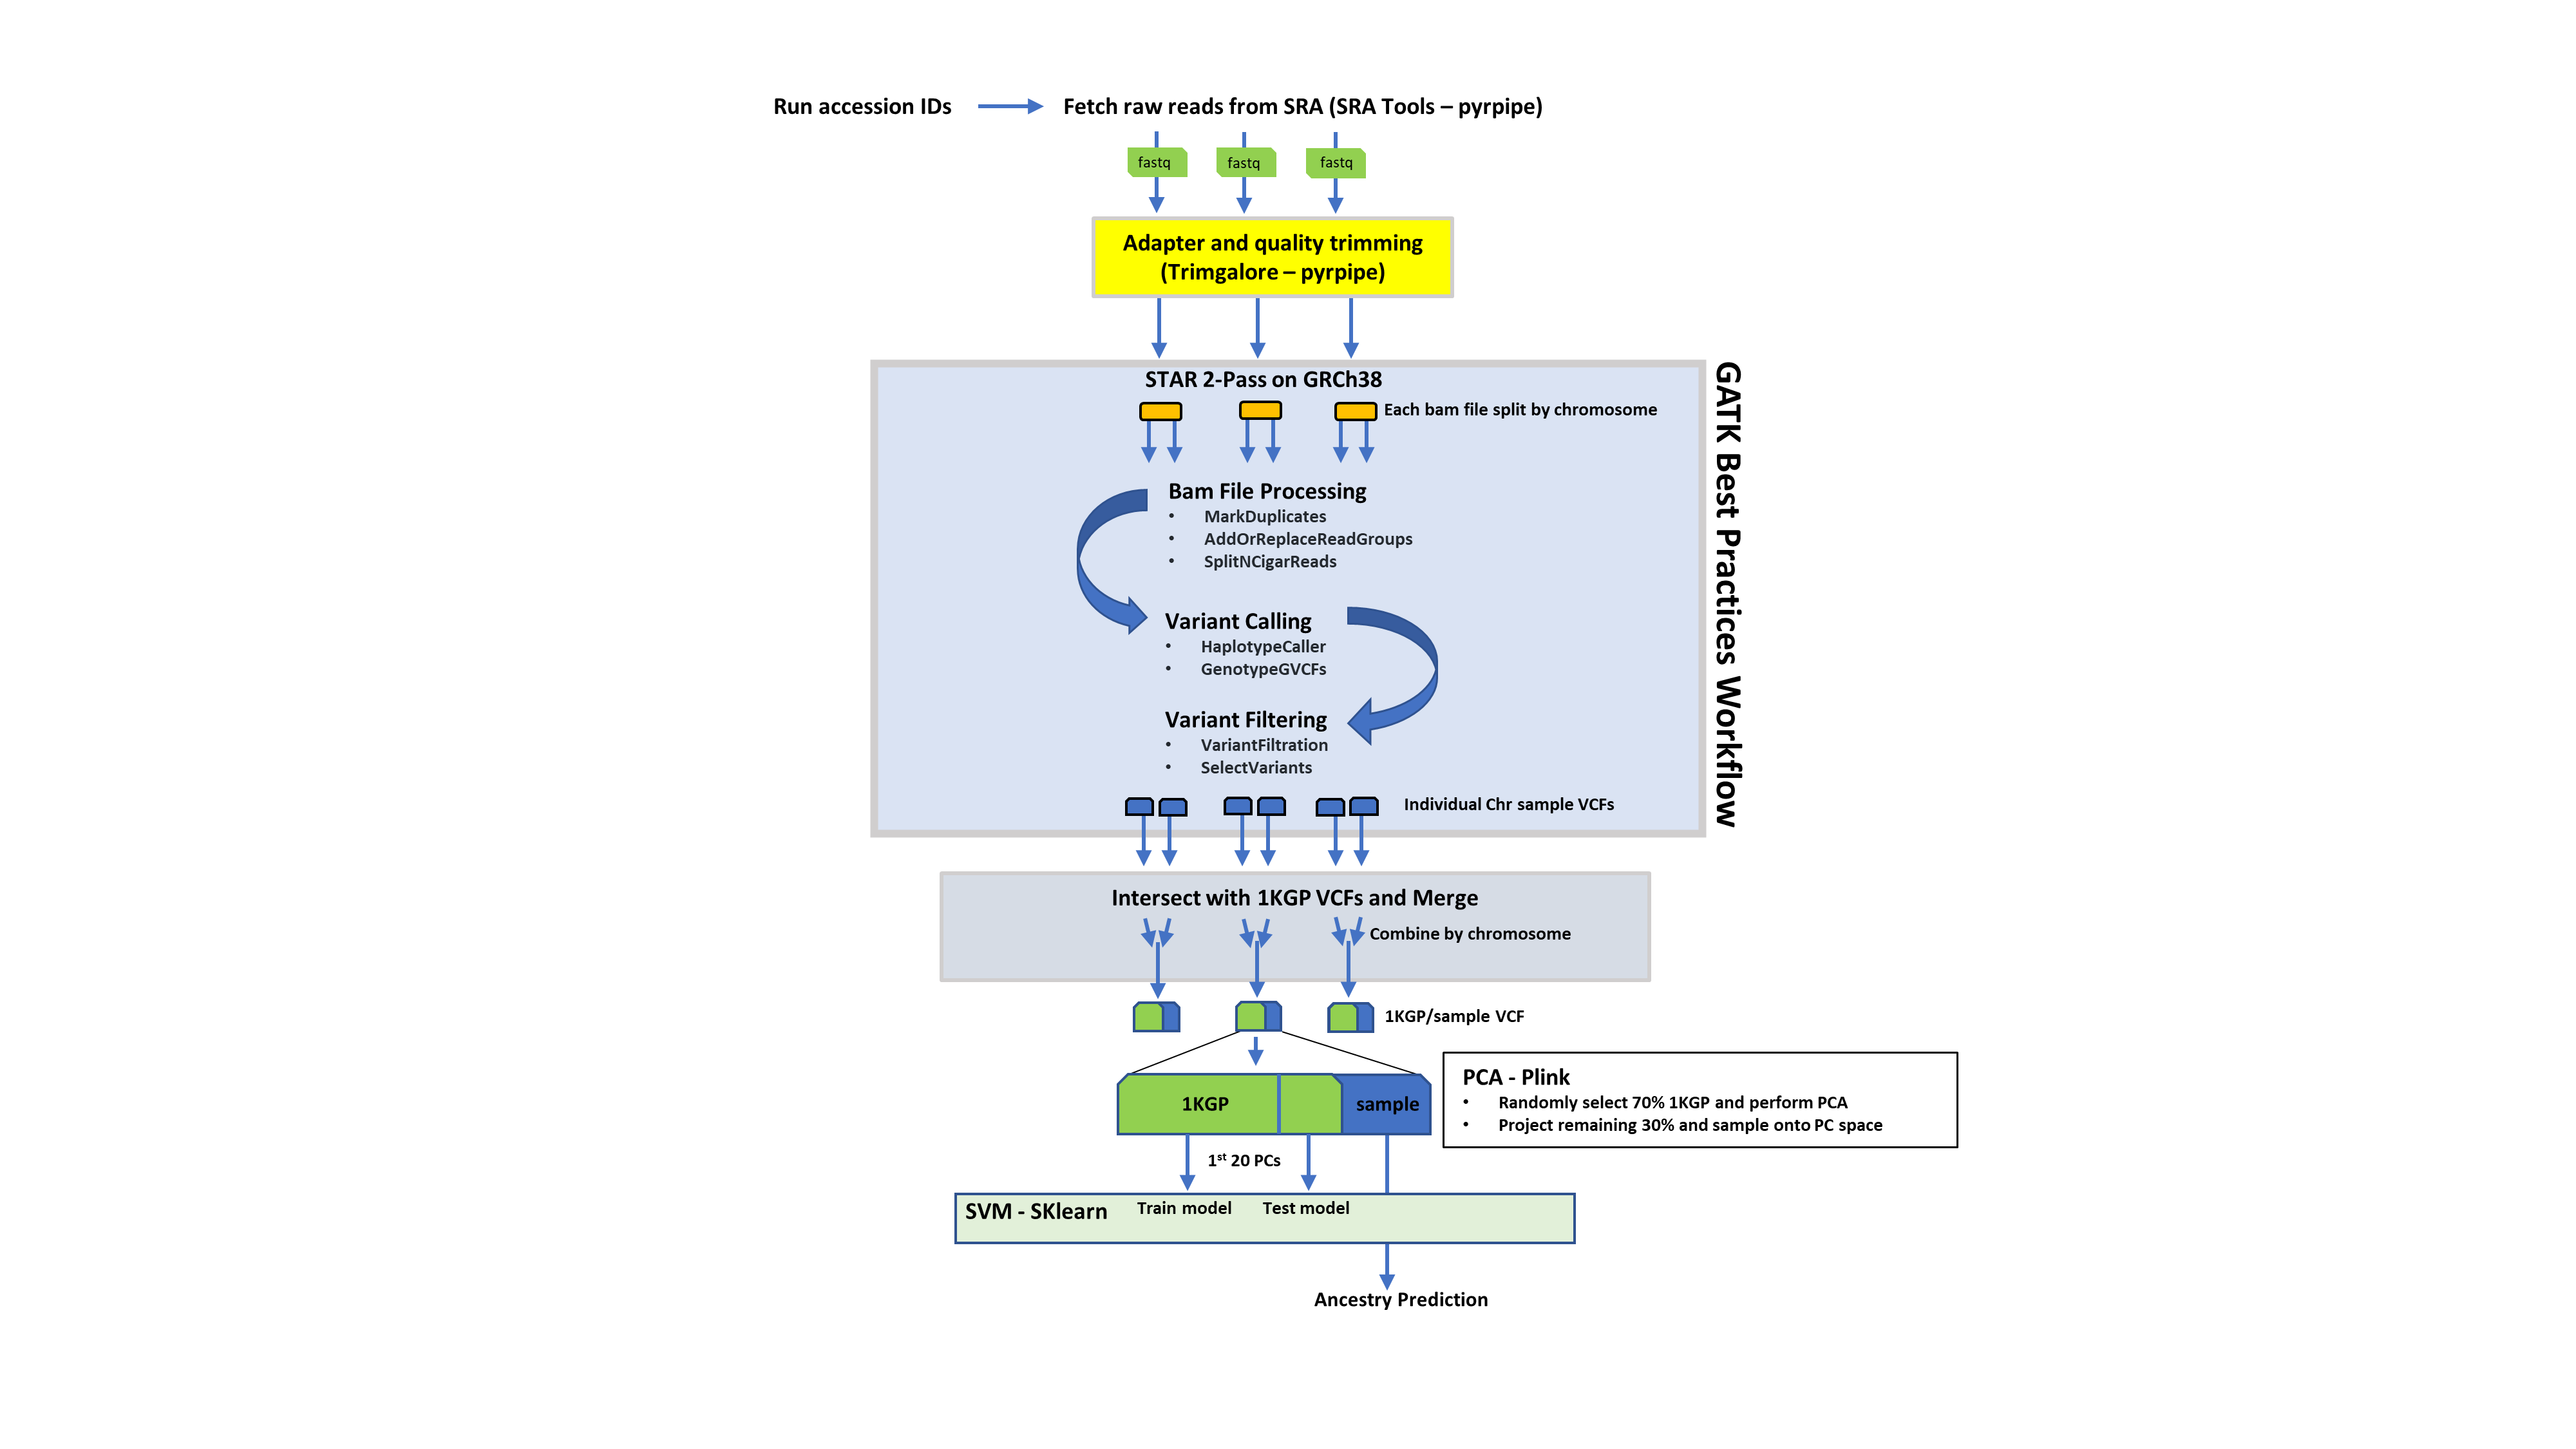 Run accession IDs
Fetch raw reads from SRA (SRA Tools – pyrpipe)
fastq
fastq
fastq
Adapter and quality trimming
(Trimgalore – pyrpipe)
GATK Best Practices Workflow
STAR 2-Pass on GRCh38
Each bam file split by chromosome
Bam File Processing
• MarkDuplicates
• AddOrReplaceReadGroups
• SplitNCigarReads
Variant Calling
• HaplotypeCaller
• GenotypeGVCFs
Variant Filtering
• VariantFiltration
• SelectVariants
Individual Chr sample VCFs
Intersect with 1KGP VCFs and Merge
Combine by chromosome
1KGP/sample VCF
1KGP
sample
PCA - Plink
• Randomly select 70% 1KGP and perform PCA
• Project remaining 30% and sample onto PC space
1st 20 PCs
SVM - SKlearn
Train model
Test model
Ancestry Prediction